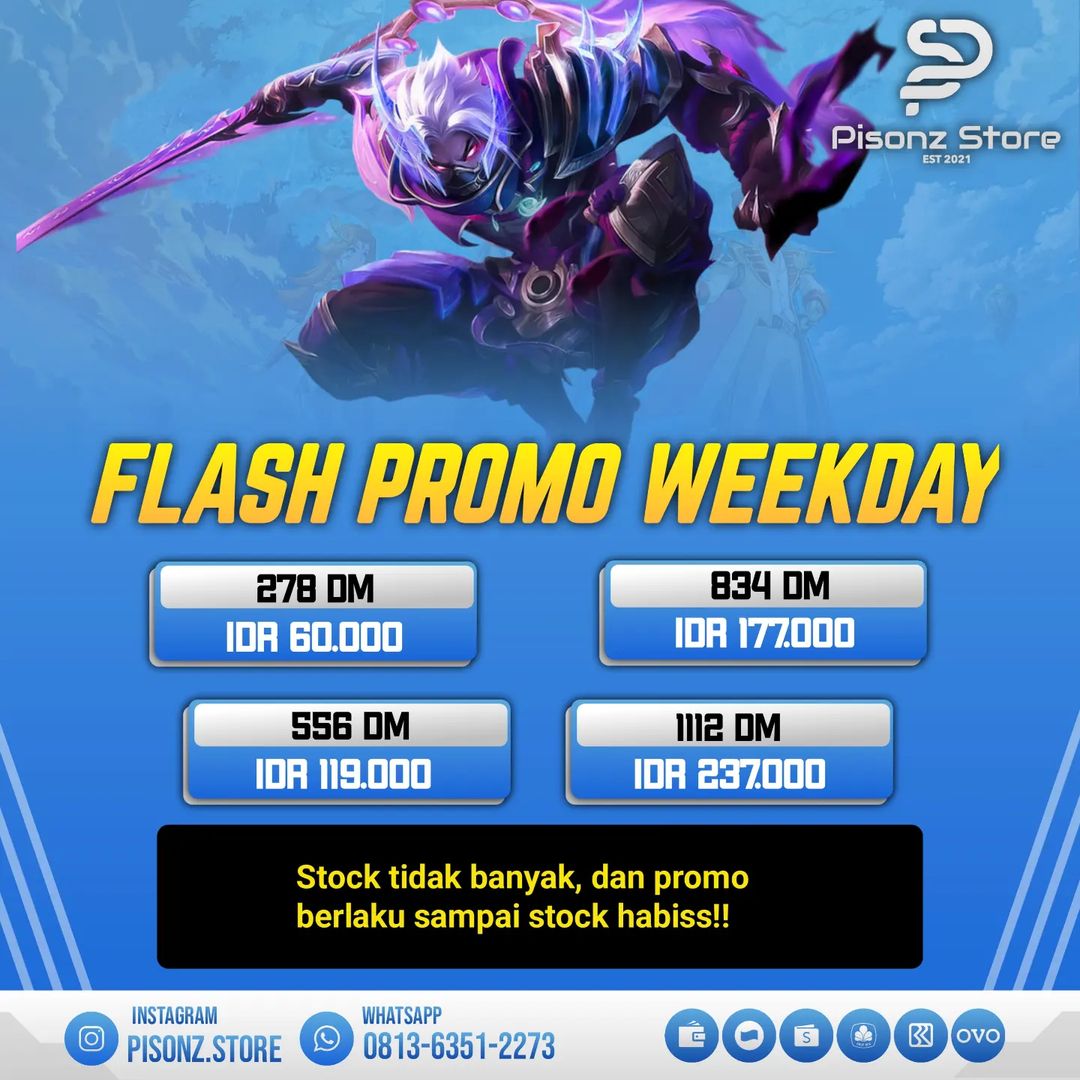 Pisonz Store
EST 2021
FLASH PROMO WEEKDAY
278 DM
IDR 60.000
834 DM
IDR 177.000
556 DM
IDR 119.000
1112 DM
IDR 237.000
Stock tidak banyak, dan promo
berlaku sampai stock habiss!!
INSTAGRAM
PISONZ.STORE
WHATSAPP
0813-6351-2273
OVO